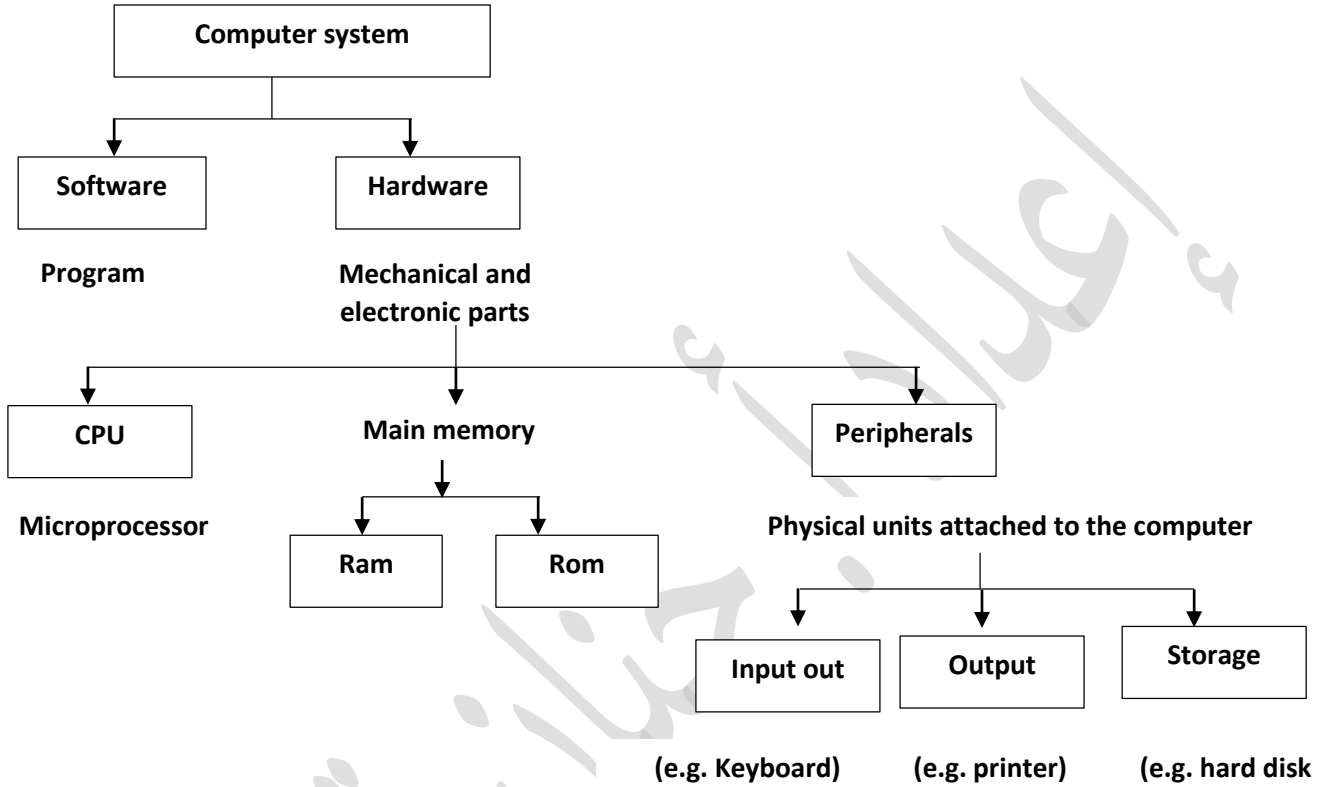 Computer system
Software
Hardware
Program
Mechanical and
electronic parts
CPU
Main memory
Peripherals
Microprocessor
Physical units attached to the computer
Ram
Rom
Input out
Output
Storage
(e.g. Keyboard)
(e.g. printer)
(e.g. hard disk
إعداد أ.